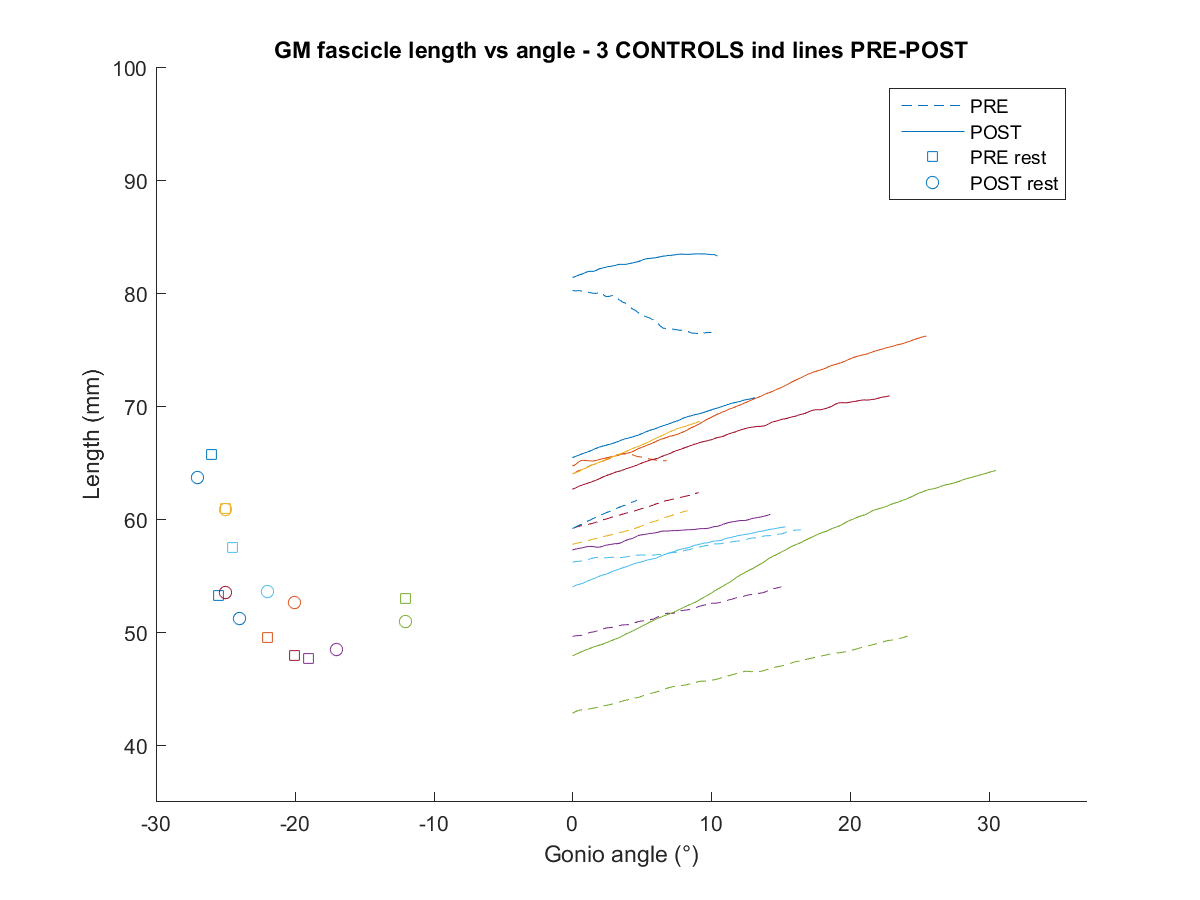 GM fascicle length vs angle - 3 CONTROLS ind lines PRE-POST
PRE
POST
PRE rest
POST rest
100
90
80
70
60
50
40
Length (mm)
-30
-20
-10
0
10
20
30
Gonio angle (°)